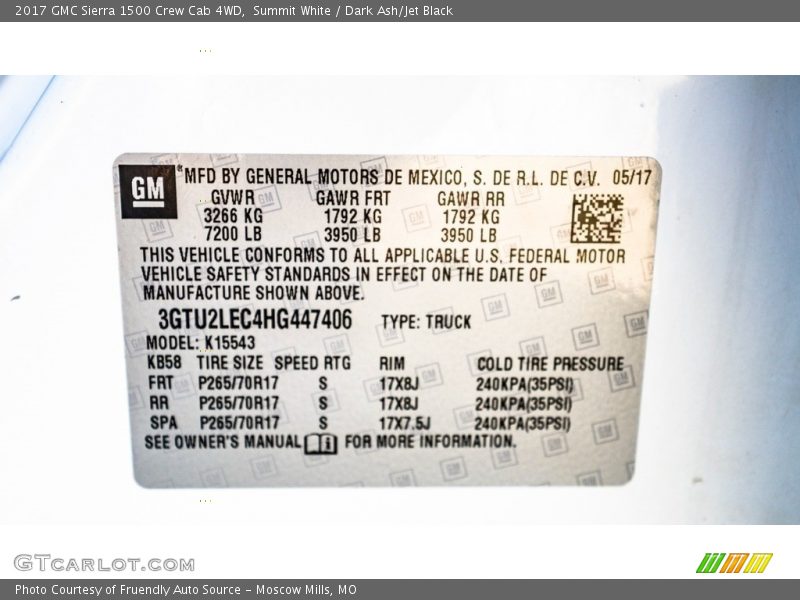 2017 GMC Sierra 1500 Crew Cab 4WD,  Summit White / Dark Ash/Jet Black
GM
MFD BY GENERAL MOTORS DE MEXICO, S. DE R.L. DE C.V. 05/17
GVWR GAWR FRT GAWR RR
3266 KG 1792 KG 1792 KG
7200 LB 3950 LB 3950 LB
THIS VEHICLE CONFORMS TO ALL APPLICABLE U.S. FEDERAL MOTOR
VEHICLE SAFETY STANDARDS IN EFFECT ON THE DATE OF
MANUFACTURE SHOWN ABOVE.
3GTU2LEC4HG447406 TYPE: TRUCK
MODEL: K15543
KB58 TIRE SIZE SPEED RTG RIM COLD TIRE PRESSURE
FRT P265/70R17 S 17X8J 240KPA(35PSI)
RR P265/70R17 S 17X8J 240KPA(35PSI)
SPA P265/70R17 S 17X7.5J 240KPA(35PSI)
SEE OWNER'S MANUAL FOR MORE INFORMATION.
GTCARLOT.COM
Photo Courtesy of Fruendly Auto Source – Moscow Mills, MO